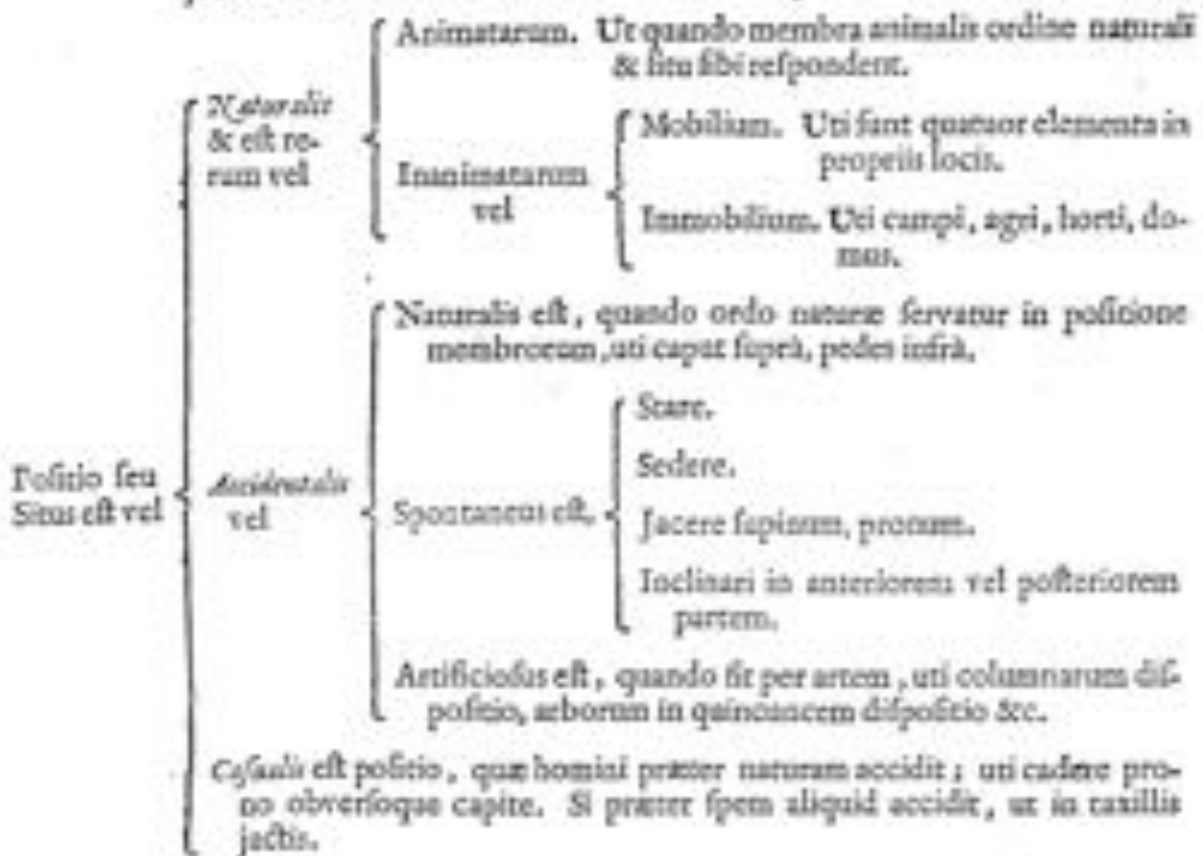 Animatarum. Ut quando membra animalis ordine naturali
& ſitu ſibi reſpondent.
Naturalis
& eſt re-
rum vel
Inanimatarum
vel
Mobilium. Uti ſunt quatuor elementa in
propriis locis.
Immobilium. Uti campi, agri, horti, do-
mus.
Naturalis eſt, quando ordo naturæ ſervatur in poſitione
membrorum, uti caput ſuprà, pedes infrà.
Poſitio ſeu
Situs eſt vel
Accidentalis
vel
Spontaneus eſt,
Stare.
Sedere.
Jacere ſupinum, pronum.
Inclinari in anteriorem vel poſteriorem
partem.
Artificioſus eſt, quando fit per artem, uti columnarum diſ-
poſitio, arborum in quincuncem diſpoſitio &c.
Caſualis eſt poſitio, quæ homini præter naturam accidit; uti cadere pro-
no obverſoque capite. Si præter ſpem aliquid accidit, ut in taxillis
jactis.